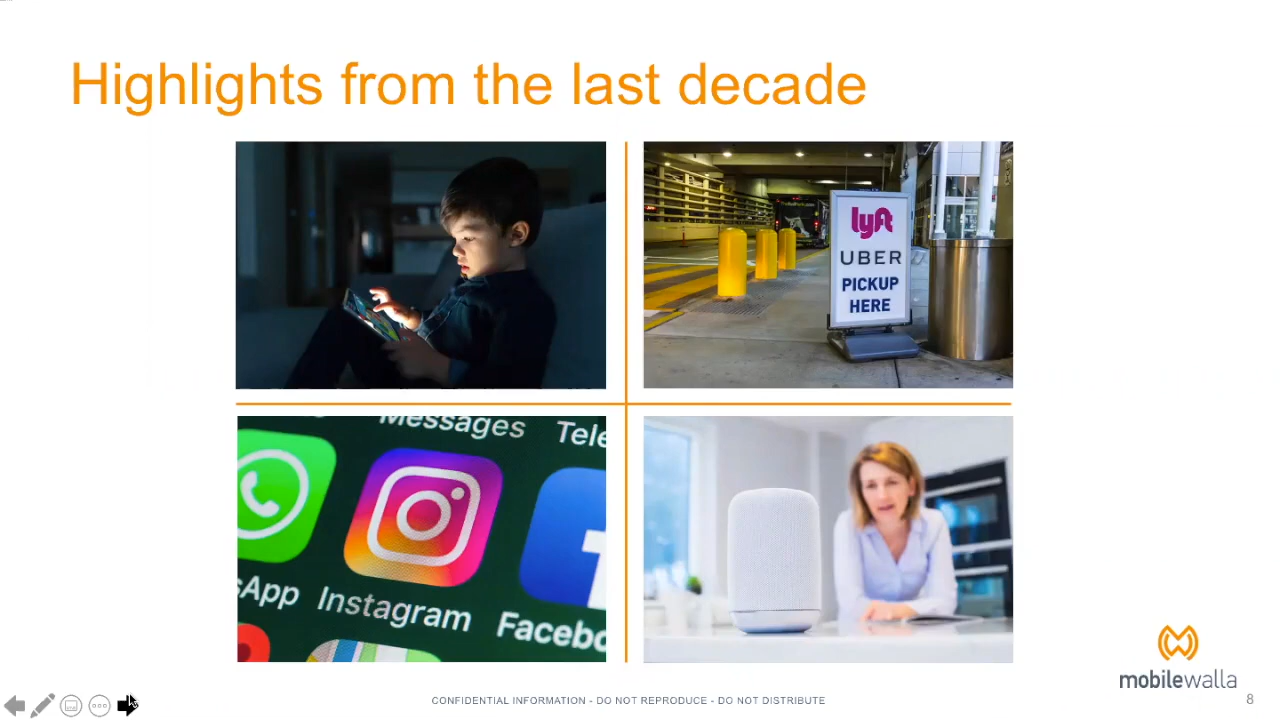 Highlights from the last decade
lyft
UBER
PICKUP
HERE
Messages
Tele
sApp
Instagram
Facebo
mobilewalla
CONFIDENTIAL INFORMATION - DO NOT REPRODUCE - DO NOT DISTRIBUTE
8